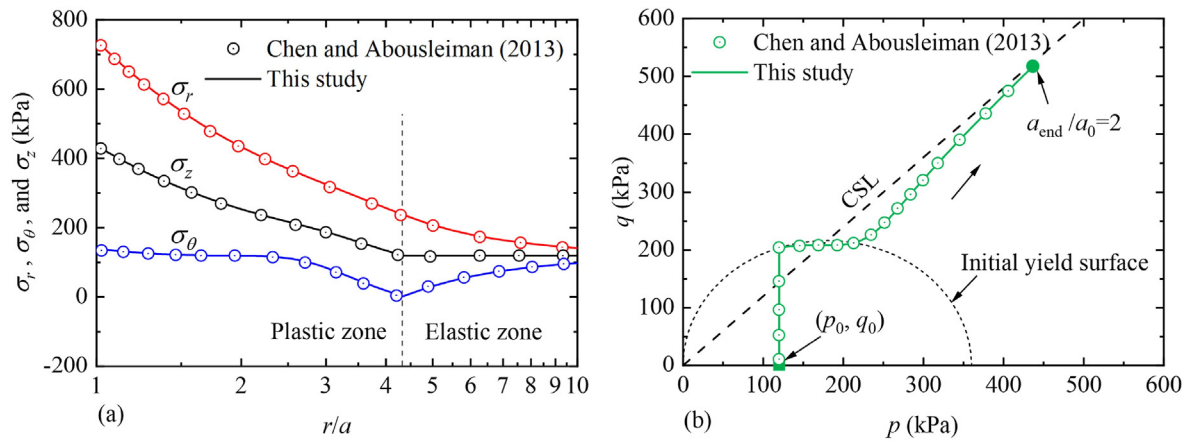 800
600
400
200
0
-200
σr, σθ, and σz (kPa)
Chen and Abousleiman (2013)
This study
σr
σz
σθ
Plastic zone
Elastic zone
1
2
3
4
5
6
7
8
9
10
(a)
r/a
600
500
400
300
200
100
0
q (kPa)
Chen and Abousleiman (2013)
This study
aend/a0=2
CSL
Initial yield surface
(p0, q0)
0
100
200
300
400
500
600
(b)
p (kPa)